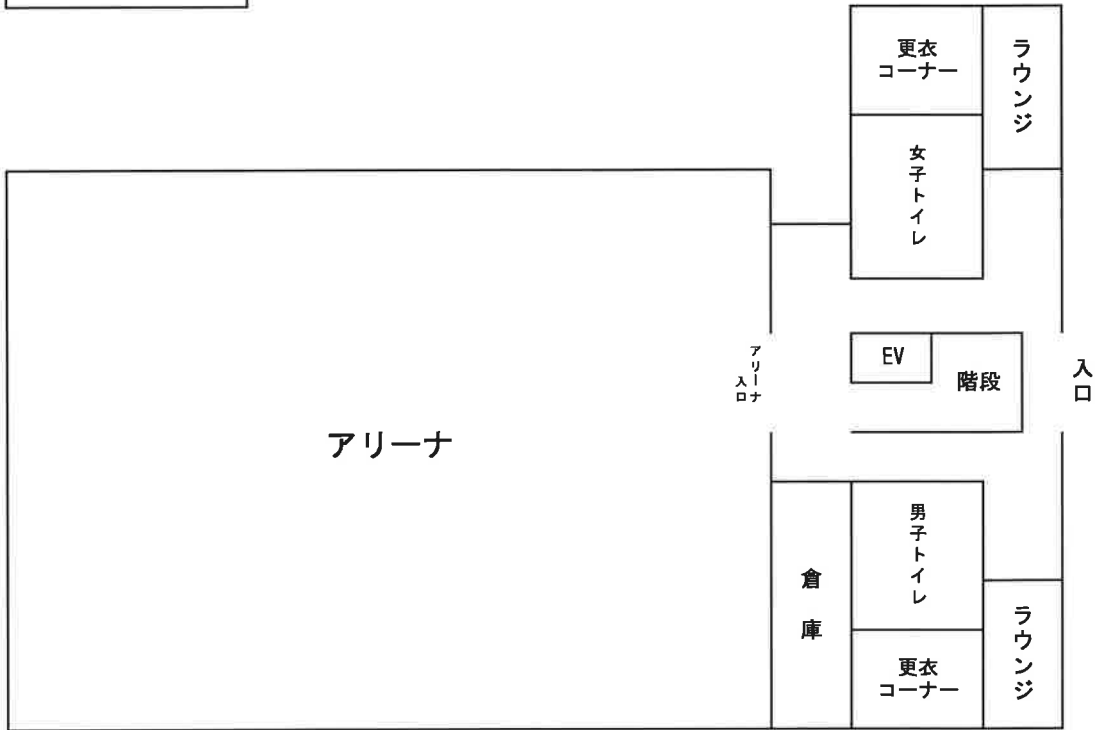 更衣
コーナー
ラウンジ
女子トイレ
アリーナ
入口
EV
階段
入口
アリーナ
男子トイレ
倉庫
更衣
コーナー
ラウンジ